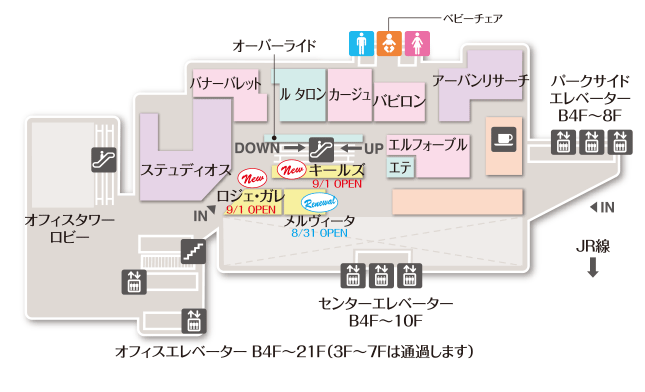 ベビーチェア
オーバーライド
バナーバレット
ル タロン
カージュ
バビロン
アーバンリサーチ
パークサイド
エレベーター
B4F～8F
DOWN
UP
エルフォーブル
エテ
ステュディオス
New
キールズ
9/1 OPEN
New
ロジェ・ガレ
9/1 OPEN
Renewal
メルヴィータ
8/31 OPEN
IN
IN
オフィスタワー
ロビー
JR線
センターエレベーター
B4F～10F
オフィスエレベーター B4F～21F（3F～7Fは通過します）